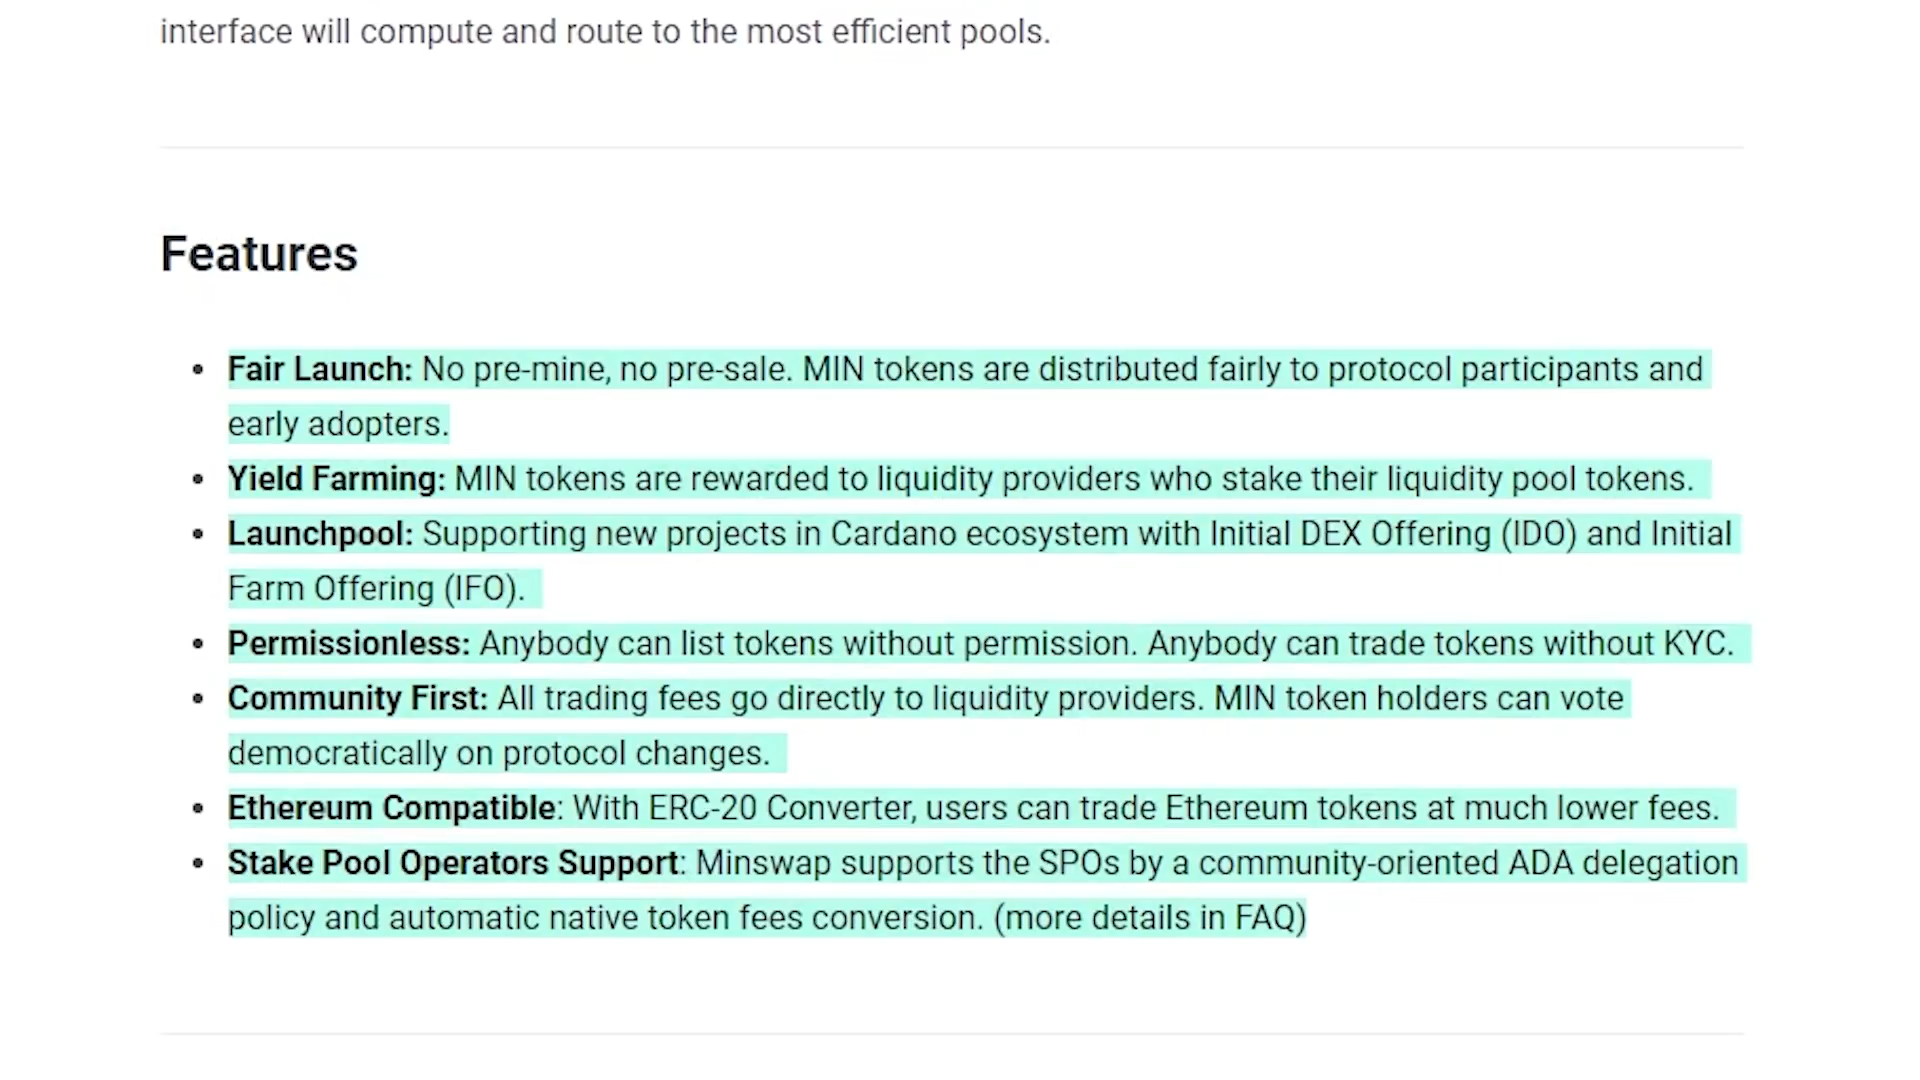 interface will compute and route to the most efficient pools.
Features
Fair Launch: No pre-mine, no pre-sale. MIN tokens are distributed fairly to protocol participants and
early adopters.
Yield Farming: MIN tokens are rewarded to liquidity providers who stake their liquidity pool tokens.
Launchpool: Supporting new projects in Cardano ecosystem with Initial DEX Offering (IDO) and Initial
Farm Offering (IFO).
Permissionless: Anybody can list tokens without permission. Anybody can trade tokens without KYC.
Community First: All trading fees go directly to liquidity providers. MIN token holders can vote
democratically on protocol changes.
Ethereum Compatible: With ERC-20 Converter, users can trade Ethereum tokens at much lower fees.
Stake Pool Operators Support: Minswap supports the SPOs by a community-oriented ADA delegation
policy and automatic native token fees conversion. (more details in FAQ)